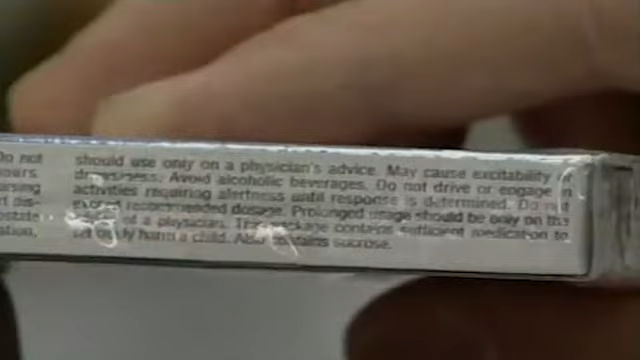 Do not should use only on a physician's advice. May cause excitability
drowsiness. Avoid alcoholic beverages. Do not drive or engage in
activities requiring alertness until response is determined. Do not
exceed recommended dosage. Prolonged usage should be only on the
of a physician. This package contains sufficient medication to
harm a child. Also contains sucrose.